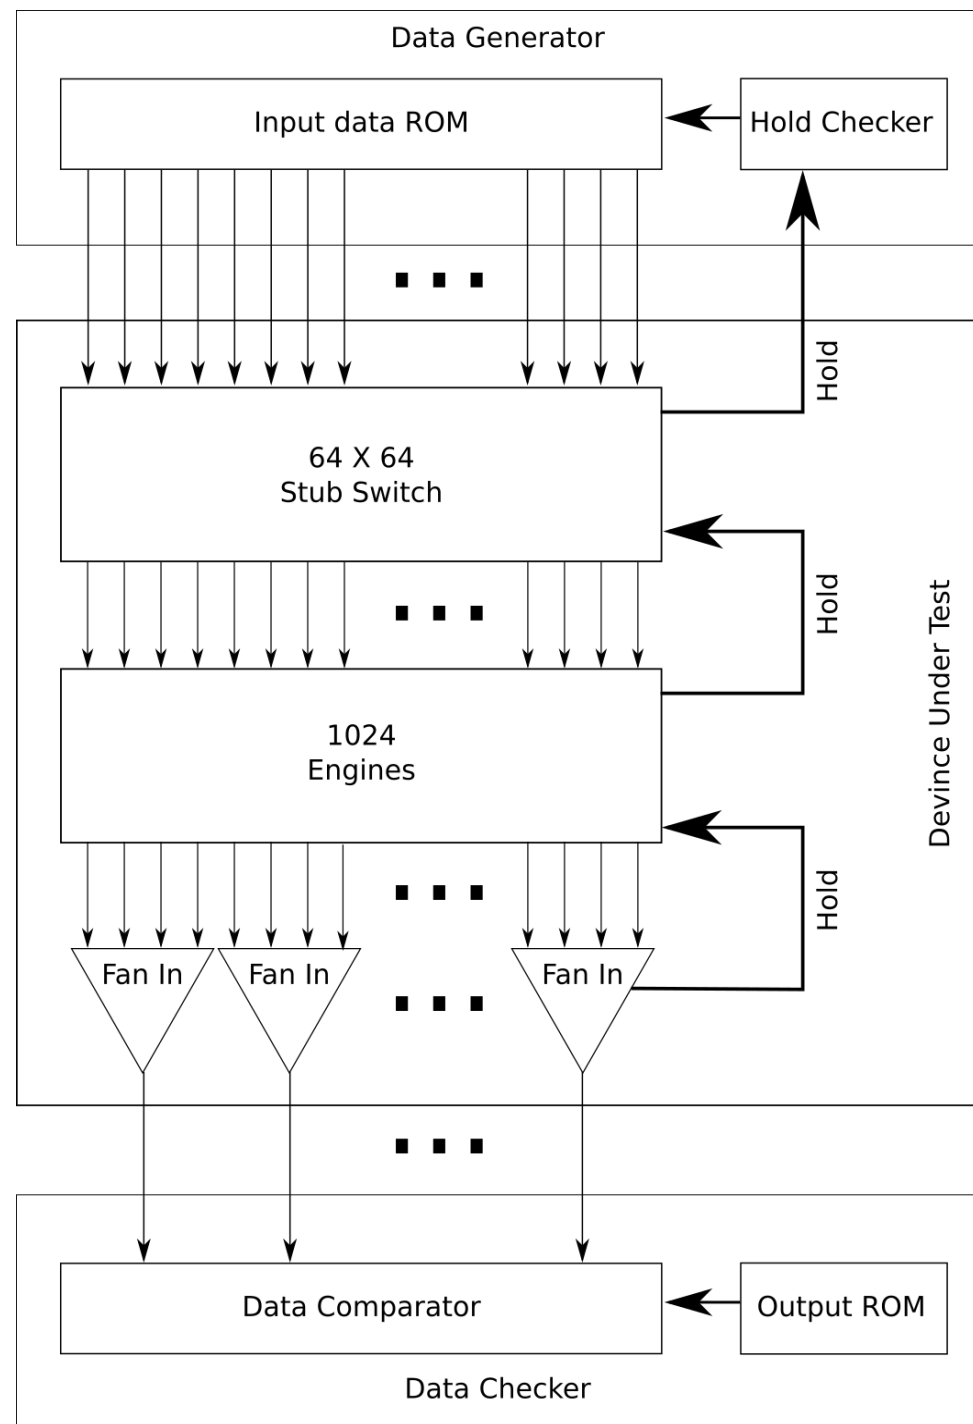 Data Generator
Input data ROM
Hold Checker
Hold
64 X 64
Stub Switch
Hold
1024
Engines
Devince Under Test
Hold
Fan In
Fan In
Fan In
Data Comparator
Output ROM
Data Checker